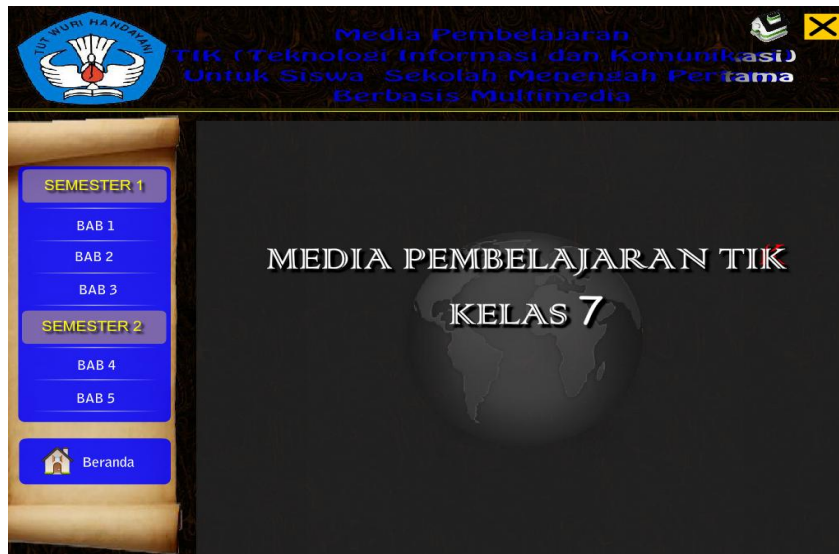 TUT WURI HANDAYANI
Media Pembelajaran
TIK (Teknologi Informasi dan Komunikasi)
Untuk Siswa Sekolah Menengah Pertama
Berbasis Multimedia
SEMESTER 1
BAB 1
BAB 2
BAB 3
SEMESTER 2
BAB 4
BAB 5
Beranda
MEDIA PEMBELAJARAN TIK
KELAS 7